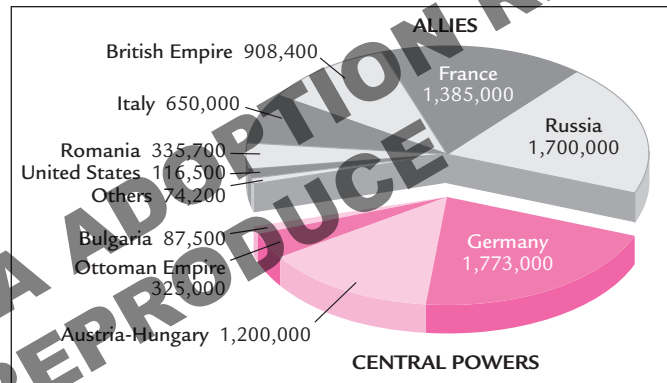 ALLIES
British Empire 908,400
France
1,385,000
Italy 650,000
Russia
1,700,000
Romania 335,700
United States 116,500
Others 74,200
Bulgaria 87,500
Germany
1,773,000
Ottoman Empire
325,000
Austria-Hungary 1,200,000
CENTRAL POWERS
A ADOPTION
REPRODUCE